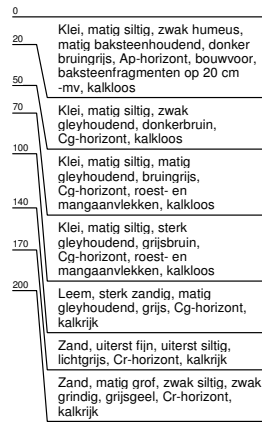 0
Klei, matig siltig, zwak humeus,
20
matig baksteenhoudend, donker
bruingrijs, Ap-horizont, bouwvoor,
baksteenfragmenten op 20 cm
-mv, kalkloos
50
Klei, matig siltig, zwak
gleyhoudend, donkerbruin,
70
Cg-horizont, kalkloos
100
Klei, matig siltig, matig
gleyhoudend, bruingrijs,
Cg-horizont, roest- en
mangaanvlekken, kalkloos
140
Klei, matig siltig, sterk
gleyhoudend, grijsbruin,
170
Cg-horizont, roest- en
mangaanvlekken, kalkloos
200
Leem, sterk zandig, matig
gleyhoudend, grijs, Cg-horizont,
kalkrijk
Zand, uiterst fijn, uiterst siltig,
lichtgrijs, Cr-horizont, kalkrijk
Zand, matig grof, zwak siltig, zwak
grindig, grijsgeel, Cr-horizont,
kalkrijk